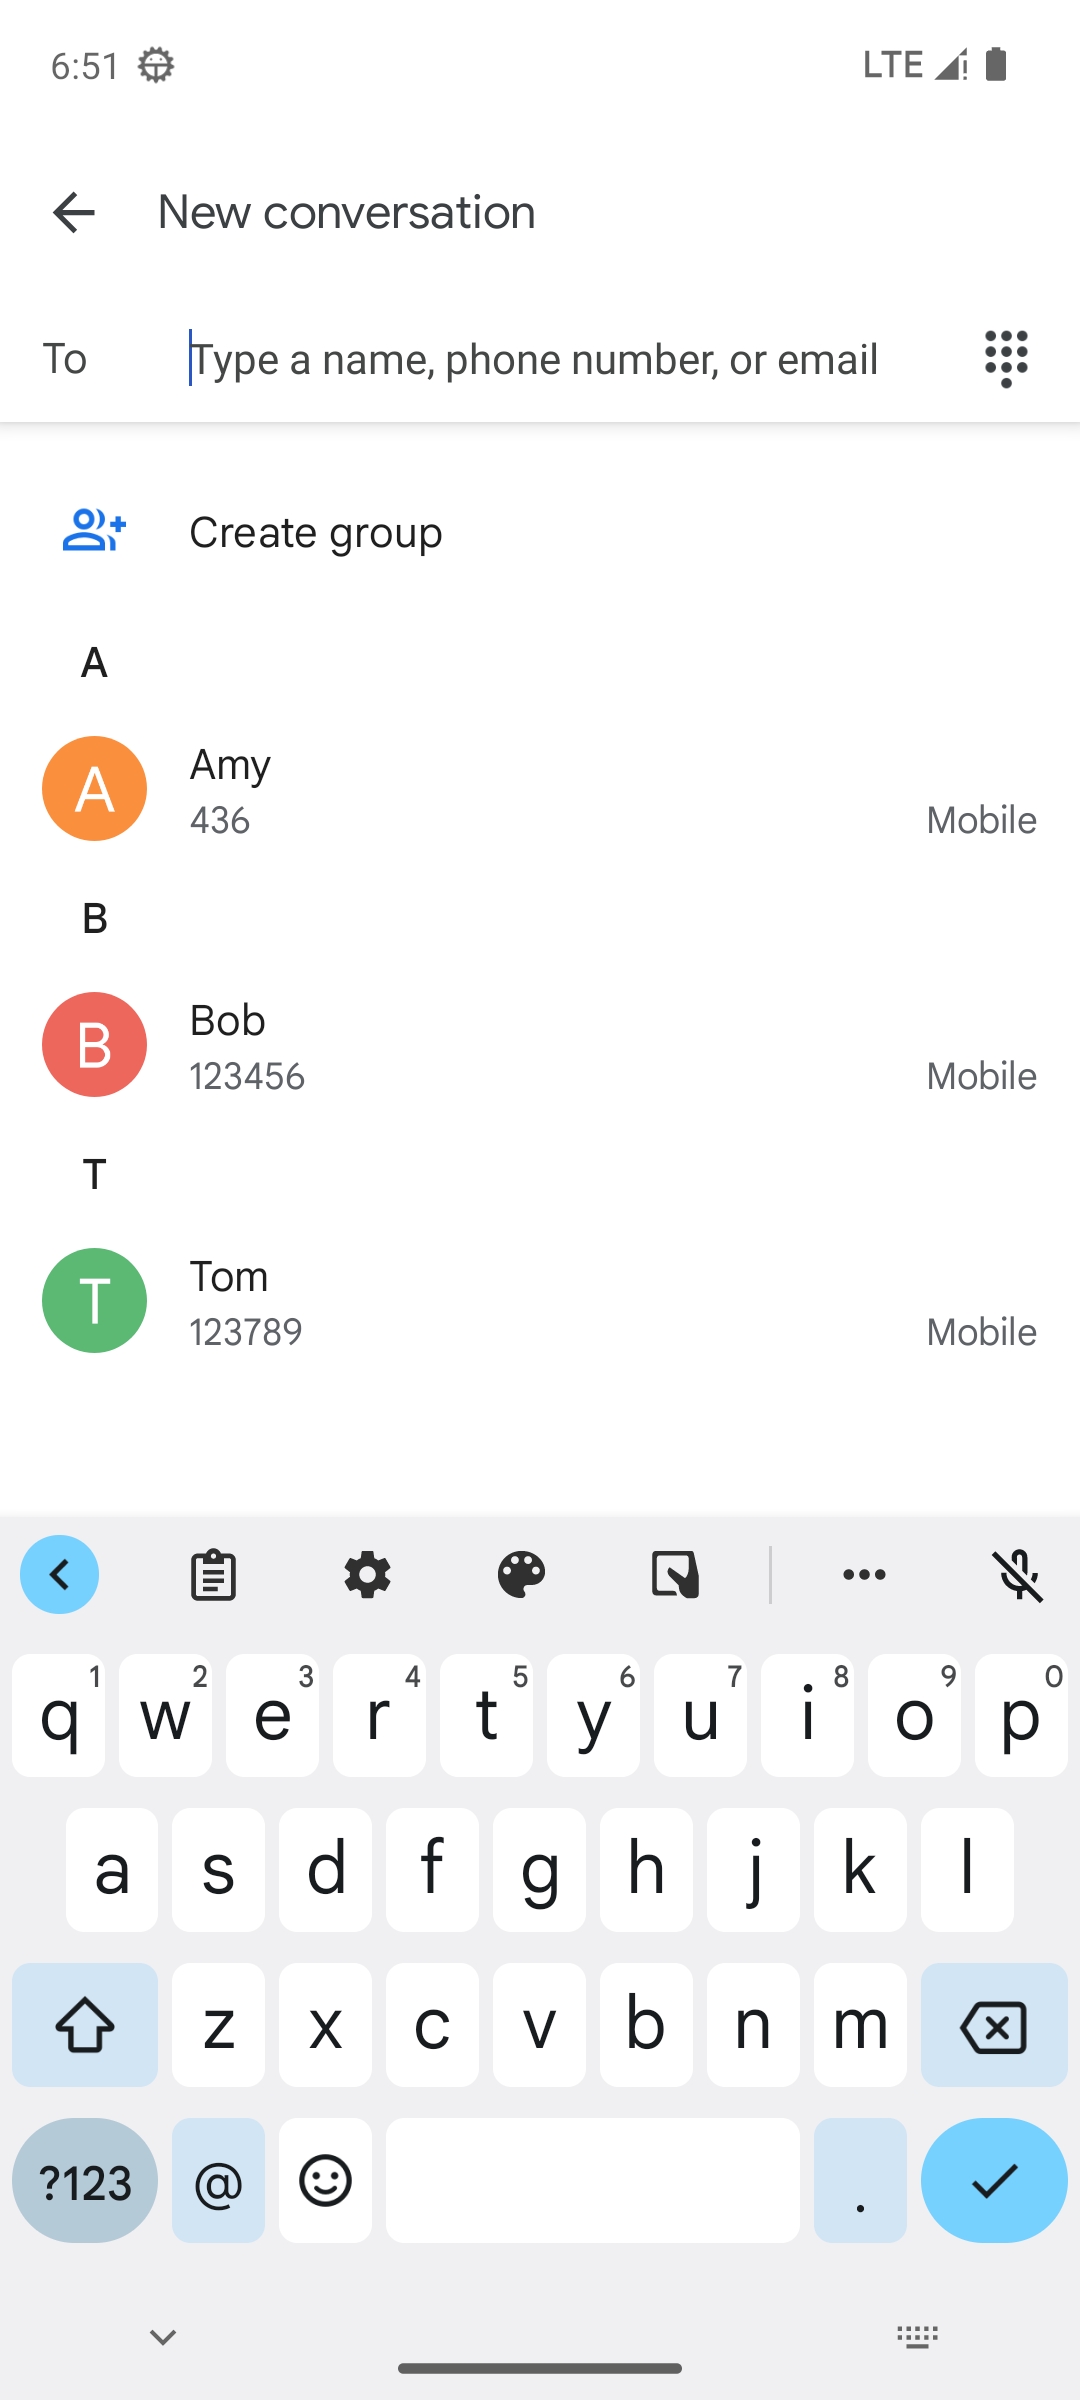 6:51
LTE
New conversation
To
Type a name, phone number, or email
Create group
A
A
Amy
436
Mobile
B
B
Bob
123456
Mobile
T
T
Tom
123789
Mobile
q1 w2 e3 r4 t5 y6 u7 i8 o9 p0
a s d f g h j k l
z x c v b n m
?123 @ .